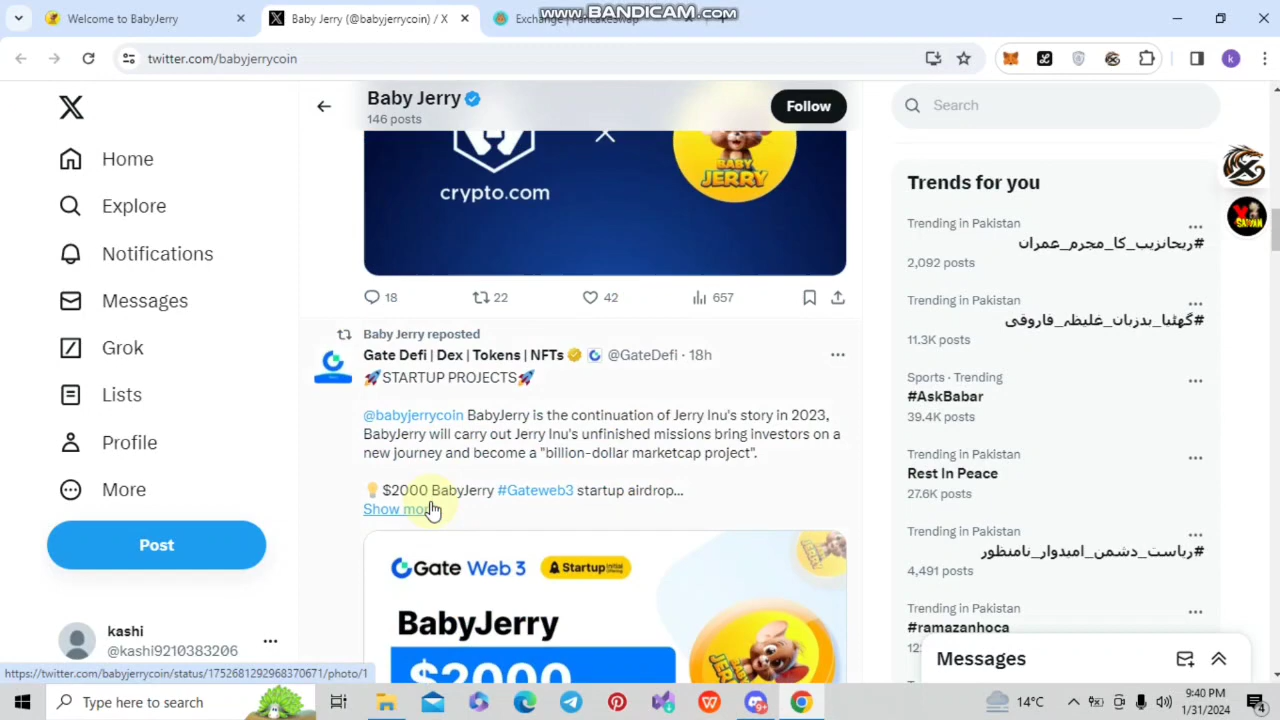 www.BANDICAM.com
Welcome to BabyJerry
Baby Jerry (@babyjerrycoin) / X
Exchange | PancakeSwap
twitter.com/babyjerrycoin
k
Baby Jerry
146 posts
Follow
Search
Home
Explore
Notifications
Messages
Grok
Lists
Profile
More
Post
kashi
@kashi9210383206
crypto.com
BABY
JERRY
18
22
42
657
Baby Jerry reposted
Gate Defi | Dex | Tokens | NFTs @GateDefi · 18h
🚀STARTUP PROJECTS🚀
@babyjerrycoin BabyJerry is the continuation of Jerry Inu's story in 2023,
BabyJerry will carry out Jerry Inu's unfinished missions bring investors on a
new journey and become a "billion-dollar marketcap project".
💡 $2000 BabyJerry #Gateweb3 startup airdrop...
Show more
Gate Web 3
Startup Initial Offering
BabyJerry
$2000
Trends for you
Trending in Pakistan
#ریحانزیب_کا_مجرم_عمران
2,092 posts
Trending in Pakistan
#گھٹیا_بدزبان_غلیظہ_فاروقی
11.3K posts
Sports · Trending
#AskBabar
39.4K posts
Trending in Pakistan
Rest In Peace
27.6K posts
Trending in Pakistan
#ریاست_دشمن_امیدوار_نامنظور
4,491 posts
Trending in Pakistan
#ramazanhoca
Messages
https://twitter.com/babyjerrycoin/status/1752681292968370671/photo/1
Type here to search
14°C
9:40 PM
1/31/2024
4